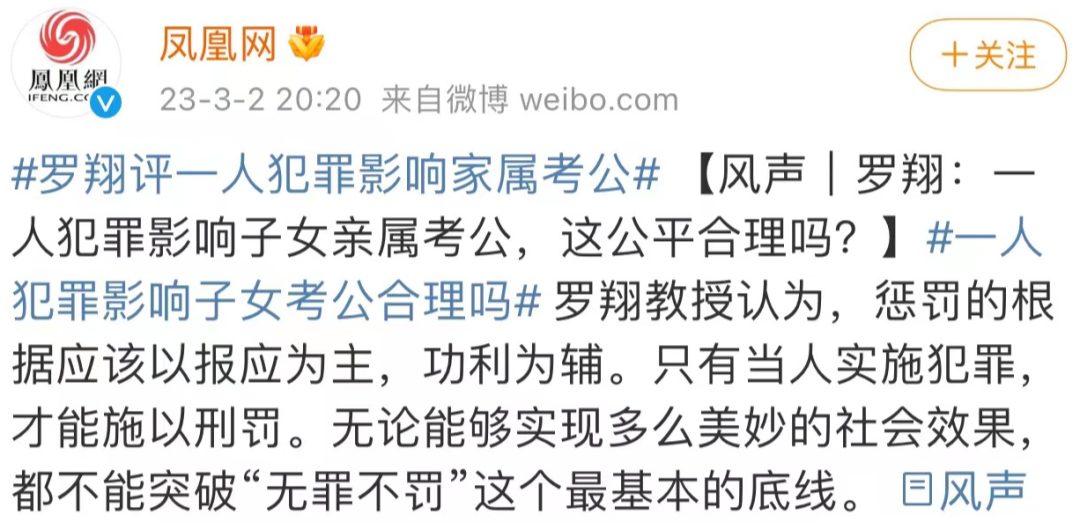 凤凰网
鳳凰網
IFENG.C
+关注
23-3-2 20:20 来自微博 weibo.com
#罗翔评一人犯罪影响家属考公# 【风声｜罗翔：一
人犯罪影响子女亲属考公，这公平合理吗？】#一人
犯罪影响子女考公合理吗# 罗翔教授认为，惩罚的根
据应该以报应为主，功利为辅。只有当人实施犯罪，
才能施以刑罚。无论能够实现多么美妙的社会效果，
都不能突破“无罪不罚”这个最基本的底线。 风声